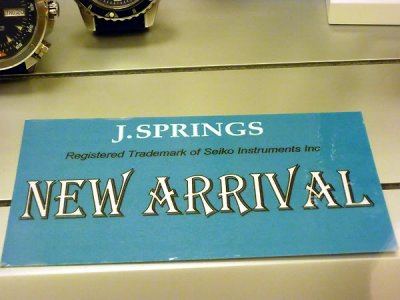 J.SPRINGS
Registered Trademark of Seiko Instruments Inc
NEW ARRIVAL